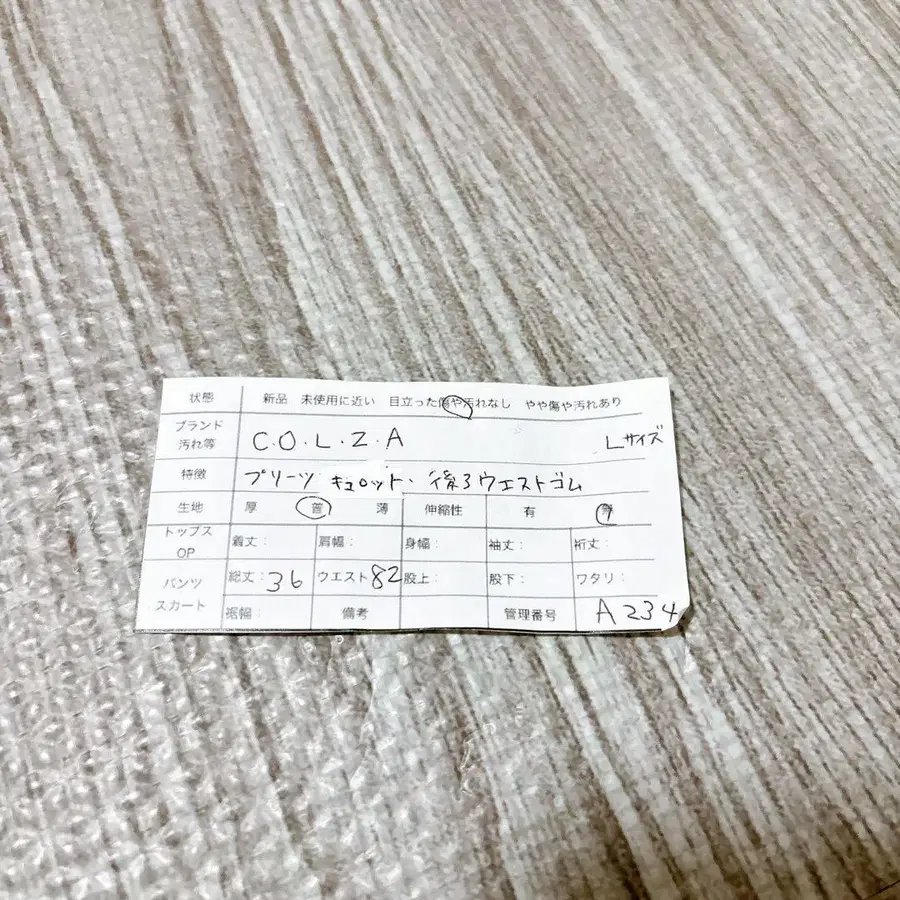 状態 新品 未使用に近い 目立った傷や汚れなし やや傷や汚れあり
ブランド 汚れ等 C.O.L.Z.A Lサイズ
特徴 プリーツ キュロット・後ろウエストゴム
生地 厚 普 薄 伸縮性 有 無
トップス OP 着丈: 肩幅: 身幅: 袖丈: 裄丈:
パンツ スカート 総丈:36 ウエスト82 股上: 股下: ワタリ:
裾幅: 備考 管理番号 A234